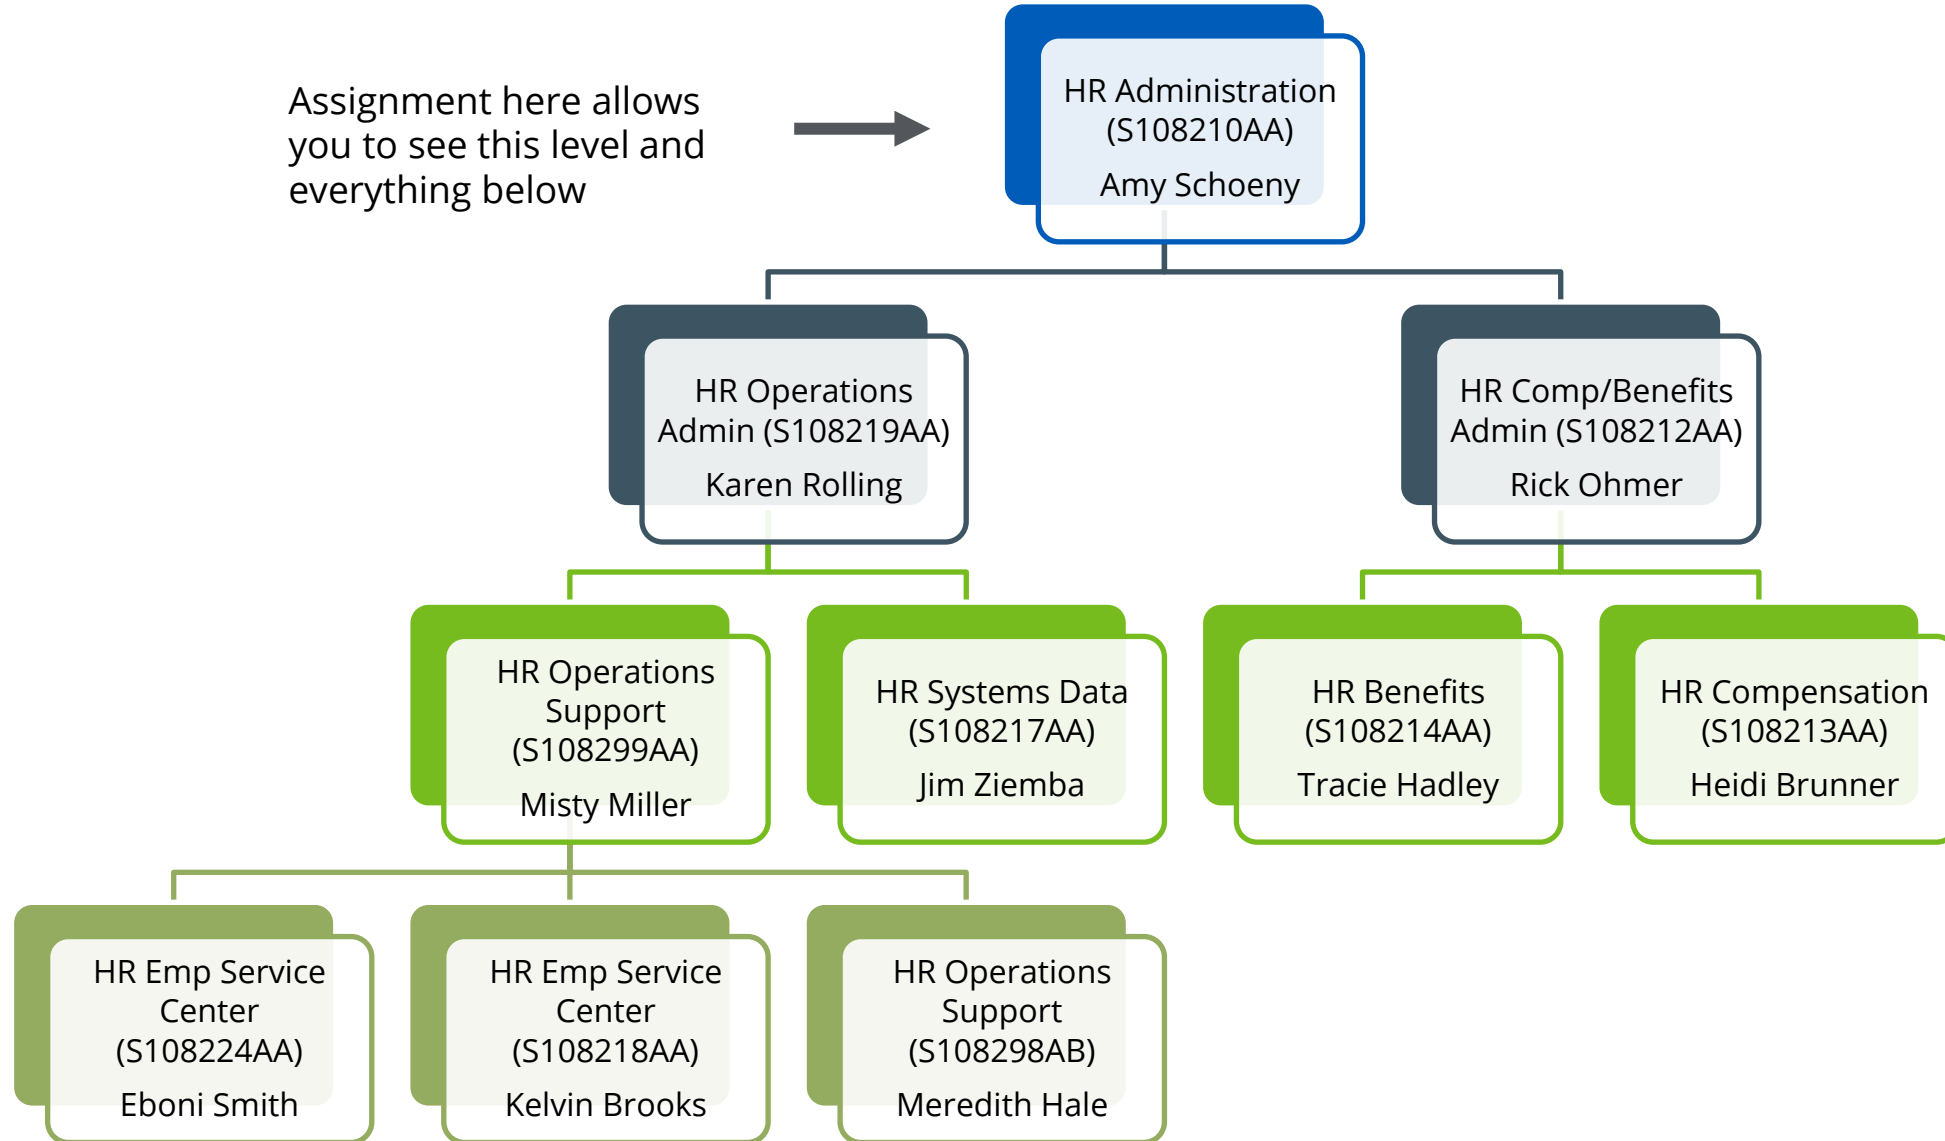 Assignment here allows
you to see this level and
everything below
HR Administration
(S108210AA)
Amy Schoeny
HR Operations
Admin (S108219AA)
Karen Rolling
HR Comp/Benefits
Admin (S108212AA)
Rick Ohmer
HR Operations
Support
(S108299AA)
Misty Miller
HR Systems Data
(S108217AA)
Jim Ziemba
HR Benefits
(S108214AA)
Tracie Hadley
HR Compensation
(S108213AA)
Heidi Brunner
HR Emp Service
Center
(S108224AA)
Eboni Smith
HR Emp Service
Center
(S108218AA)
Kelvin Brooks
HR Operations
Support
(S108298AB)
Meredith Hale